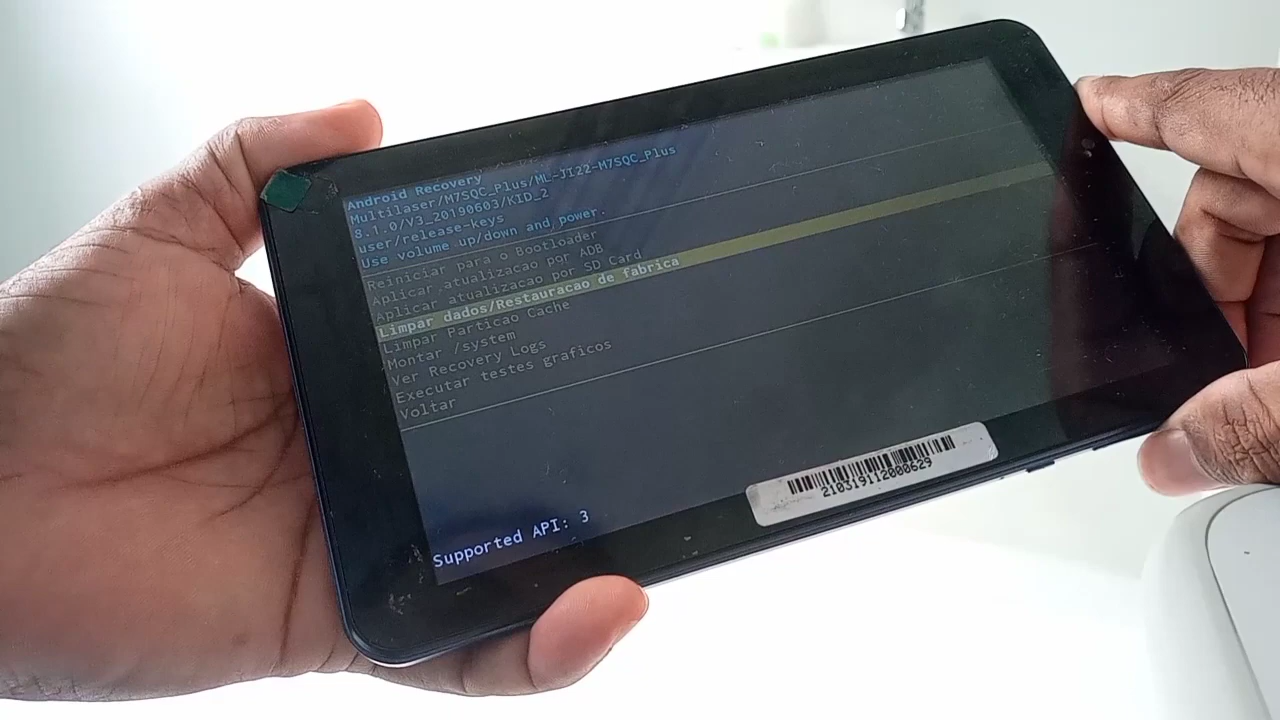 Android Recovery
Multilaser/M7SQC_Plus/ML-JI22-M7SQC_Plus
8.1.0/V3_20190603/KID_2
user/release-keys
Use volume up/down and power.
Reiniciar para o Bootloader
Aplicar atualizacao por ADB
Aplicar atualizacao por SD Card
Limpar dados/Restauracao de fabrica
Limpar Particao Cache
Montar /system
Ver Recovery Logs
Executar testes graficos
Voltar
Supported API: 3
210319112000629